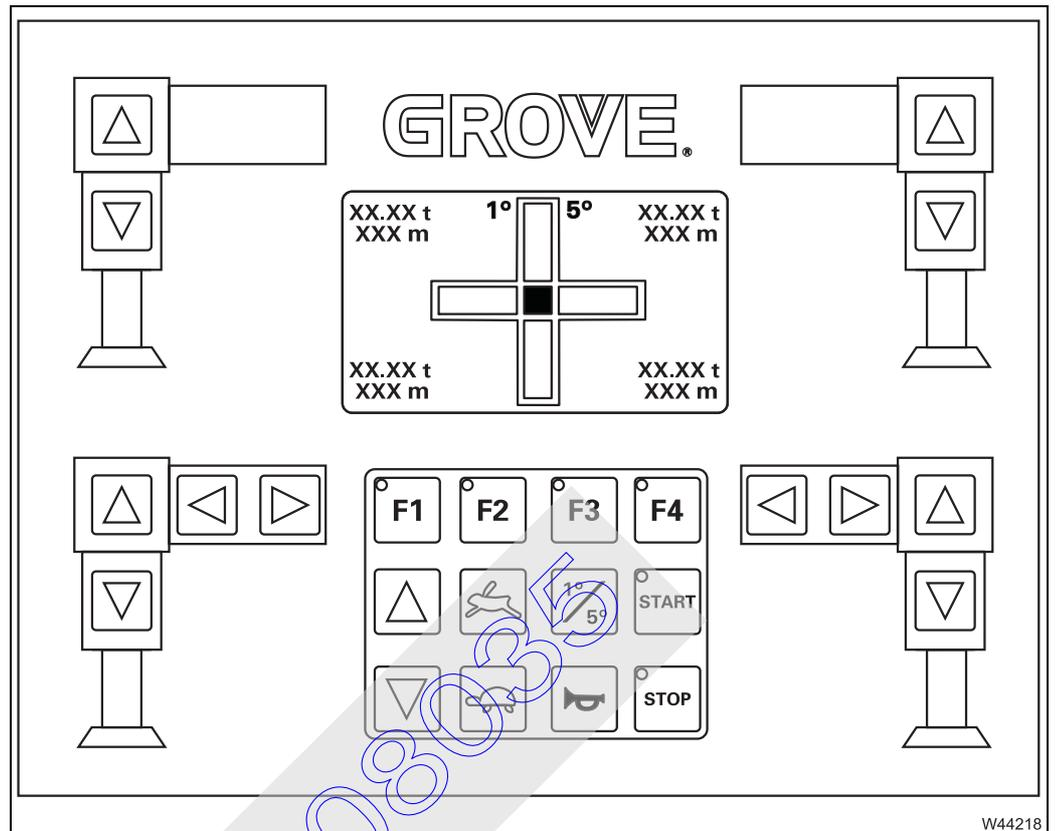 GROVE®
XX.XX t 1° 5° XX.XX t
XXX m XXX m
XX.XX t XX.XX t
XXX m XXX m
F1 F2 F3 F4
1°/5° START
STOP
08035
W44218